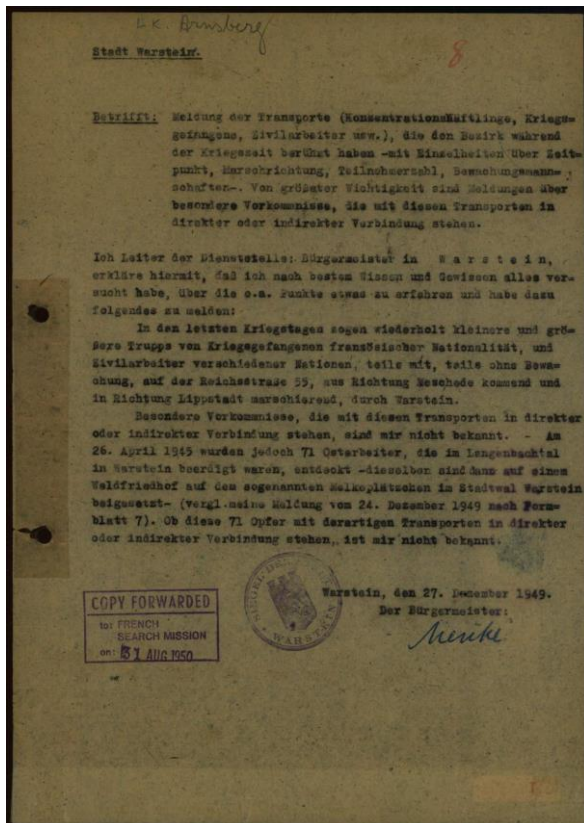 L.K. Arnsberg
8
Stadt Warstein.
Betrifft: Meldung der Transporte (Konzentrationshäftlinge, Kriegs-
gefangene, Zivilarbeiter usw.), die den Bezirk während
der Kriegszeit berührt haben -mit Einzelheiten über Zeit-
punkt, Marschrichtung, Teilnehmerzahl, Bewachungsmann-
schaften-. Von größter Wichtigkeit sind Meldungen über
besondere Vorkommnisse, die mit diesen Transporten in
direkter oder indirekter Verbindung stehen.
Ich Leiter der Dienststelle: Bürgermeister in W a r s t e i n,
erkläre hiermit, daß ich nach bestem Wissen und Gewissen alles ver-
sucht habe, über die o.a. Punkte etwas zu erfahren und habe dazu
folgendes zu melden:
In den letzten Kriegstagen zogen wiederholt kleinere und grö-
ßere Trupps von Kriegsgefangenen französischer Nationalität, und
Zivilarbeiter verschiedener Nationen, teils mit, teils ohne Bewa-
chung, auf der Reichsstraße 55, aus Richtung Meschede kommend und
in Richtung Lippstadt marschierend, durch Warstein.
Besondere Vorkommnisse, die mit diesen Transporten in direkter
oder indirekter Verbindung stehen, sind mir nicht bekannt. - Am
26. April 1945 wurden jedoch 71 Ostarbeiter, die im Langenbachtal
in Warstein beerdigt waren, entdeckt -dieselben sind dann auf einem
Waldfriedhof auf dem sogenannten Melkeplätzchen im Stadtwal Warstein
beigesetzt- (vergl.meine Meldung vom 24. Dezember 1949 nach Form-
blatt 7). Ob diese 71 Opfer mit derartigen Transporten in direkter
oder indirekter Verbindung stehen, ist mir nicht bekannt.
Warstein, den 27. Dezember 1949.
Der Bürgermeister:
COPY FORWARDED
to: FRENCH
SEARCH MISSION
on: 31 AUG 1950
WARSTEIN